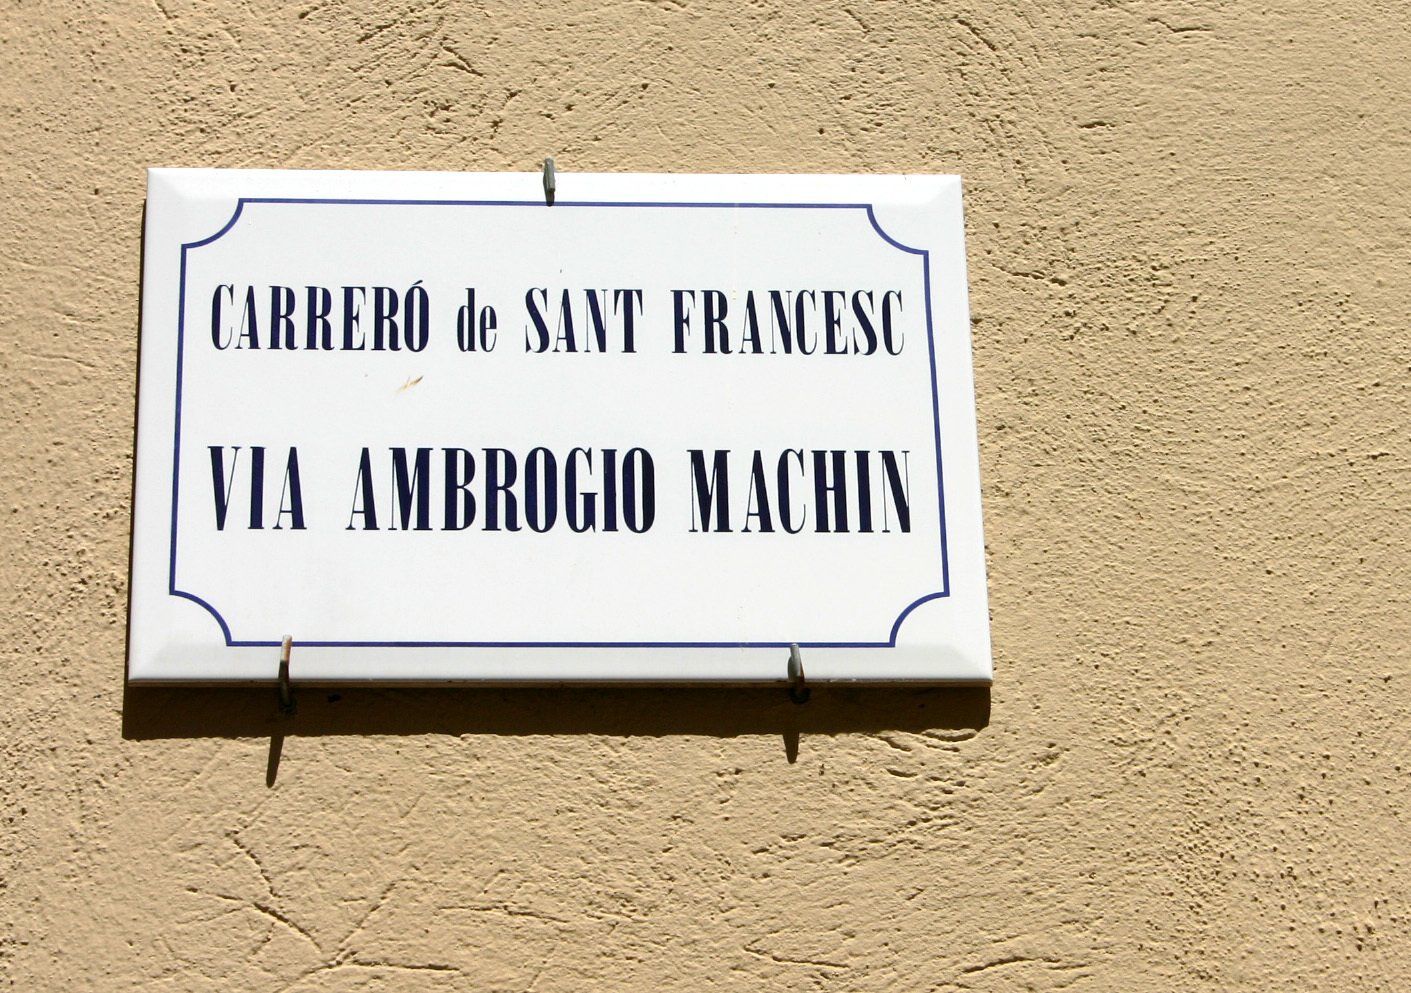 CARRERÓ de SANT FRANCESC
VIA AMBROGIO MACHIN